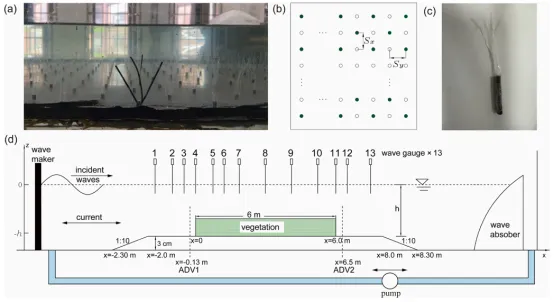 (a)
(b)
(c)
S_x
S_y
(d)
z
wave
maker
incident
waves
1 2 3 4 5 6 7 8 9 10 11 12 13
wave gauge × 13
0
current
6 m
vegetation
h
-h
1:10
3 cm
x=0
x=6.0 m
1:10
wave
absober
x=-2.30 m
x=-2.0 m
x=-0.13 m
x=6.5 m
x=8.0 m
x=8.30 m
x
ADV1
ADV2
pump